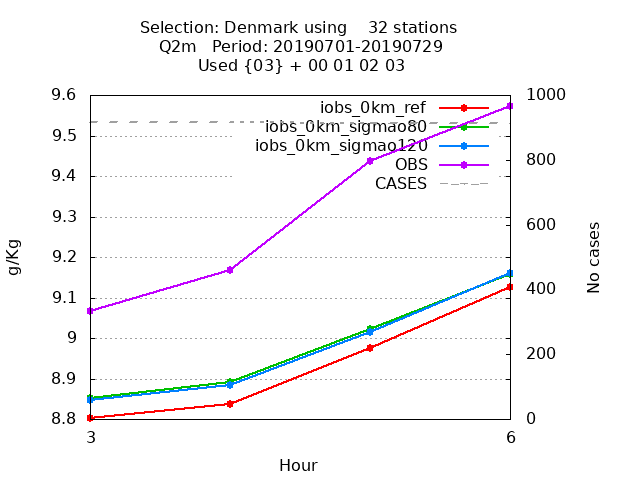 Selection: Denmark using    32 stations
Q2m   Period: 20190701-20190729
Used {03} + 00 01 02 03
9.6
9.5
9.4
9.3
9.2
9.1
9
8.9
8.8
g/Kg
iobs_0km_ref
iobs_0km_sigmao80
iobs_0km_sigmao120
OBS
CASES
1000
800
600
400
200
0
No cases
3
6
Hour